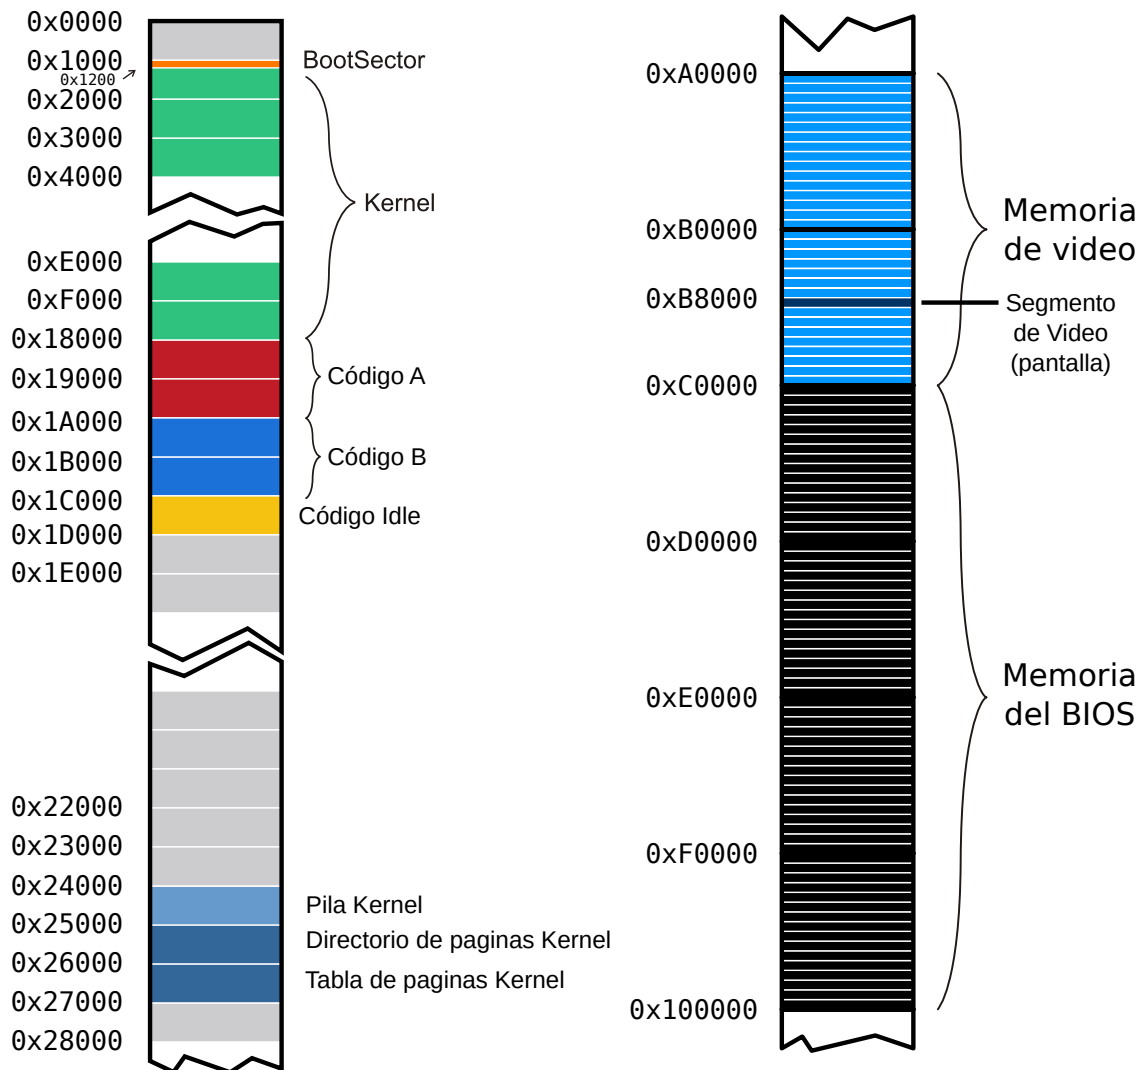 0x0000
0x1000
BootSector
0x1200
0x2000
0x3000
0x4000
Kernel
0xE000
0xF000
0x18000
Código A
0x19000
0x1A000
Código B
0x1B000
0x1C000
Código Idle
0x1D000
0x1E000
0x22000
0x23000
0x24000
Pila Kernel
0x25000
Directorio de paginas Kernel
0x26000
Tabla de paginas Kernel
0x27000
0x28000
0xA0000
Memoria
de video
0xB0000
0xB8000
Segmento
de Video
(pantalla)
0xC0000
0xD0000
0xE0000
Memoria
del BIOS
0xF0000
0x100000